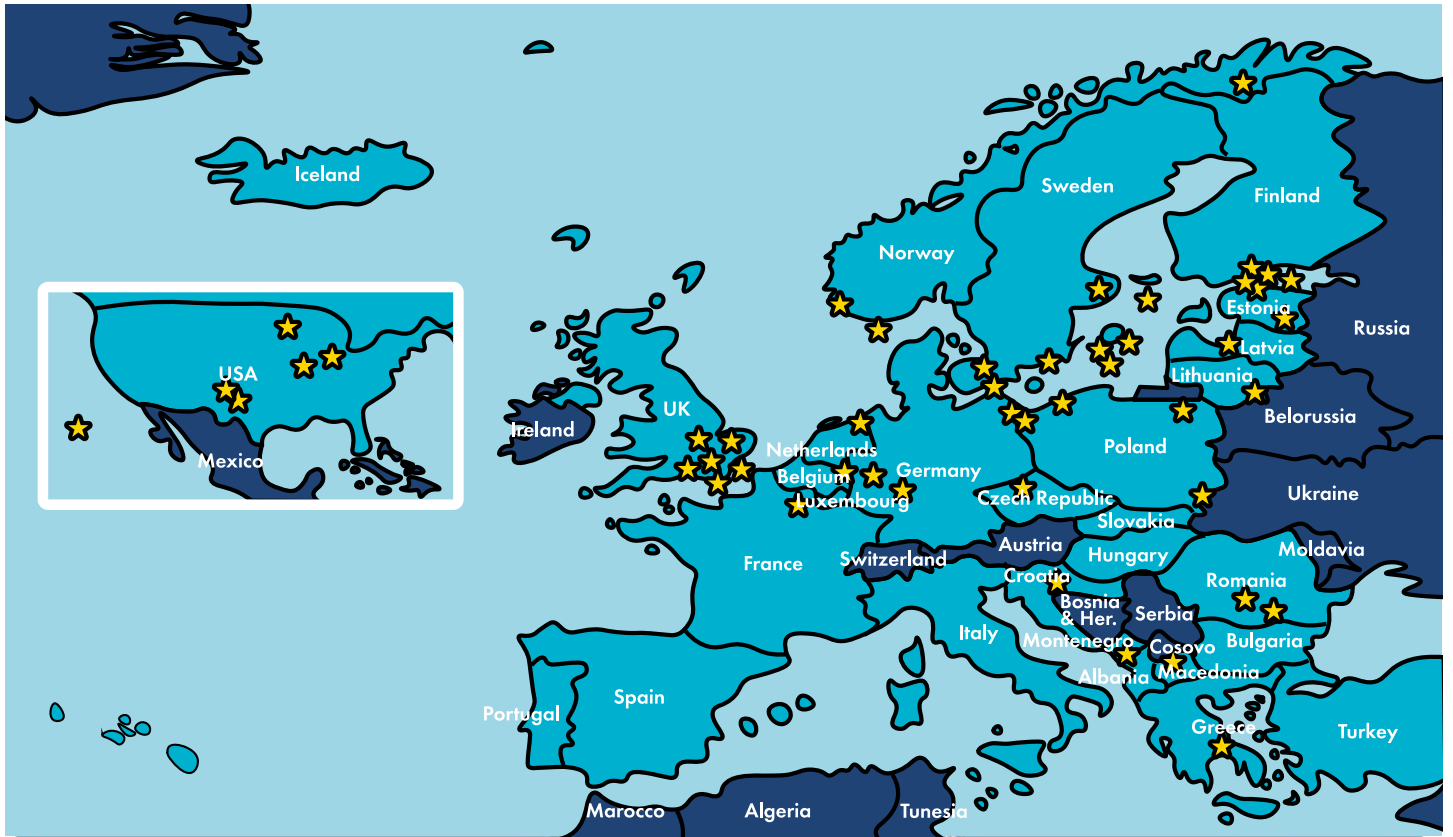 Iceland
Sweden
Finland
Norway
Estonia
Russia
Latvia
USA
Lithuania
UK
Belorussia
Ireland
Poland
Netherlands
Mexico
Germany
Belgium
Ukraine
Czech Republic
Luxembourg
Slovakia
Austria
Moldavia
Hungary
Switzerland
France
Croatia
Romania
Bosnia
& Her.
Serbia
Italy
Montenegro
Bulgaria
Cosovo
Macedonia
Albania
Spain
Portugal
Greece
Turkey
Marocco
Algeria
Tunesia